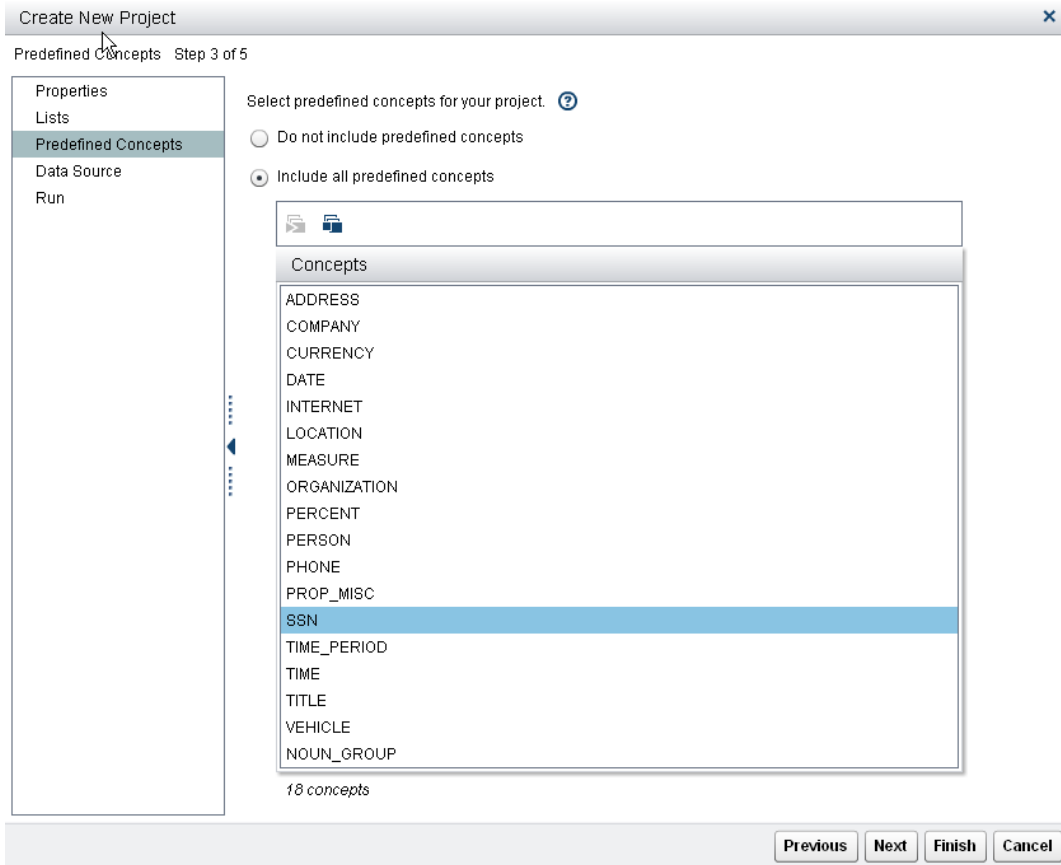 Create New Project
Predefined Concepts Step 3 of 5
Properties
Lists
Predefined Concepts
Data Source
Run
Select predefined concepts for your project.
Do not include predefined concepts
Include all predefined concepts
Concepts
ADDRESS
COMPANY
CURRENCY
DATE
INTERNET
LOCATION
MEASURE
ORGANIZATION
PERCENT
PERSON
PHONE
PROP_MISC
SSN
TIME_PERIOD
TIME
TITLE
VEHICLE
NOUN_GROUP
18 concepts
Previous Next Finish Cancel